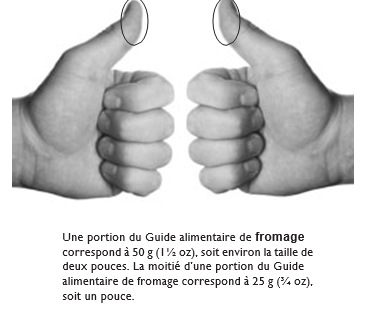 Une portion du Guide alimentaire de fromage
correspond à 50 g (1½ oz), soit environ la taille de
deux pouces. La moitié d'une portion du Guide
alimentaire de fromage correspond à 25 g (¾ oz),
soit un pouce.